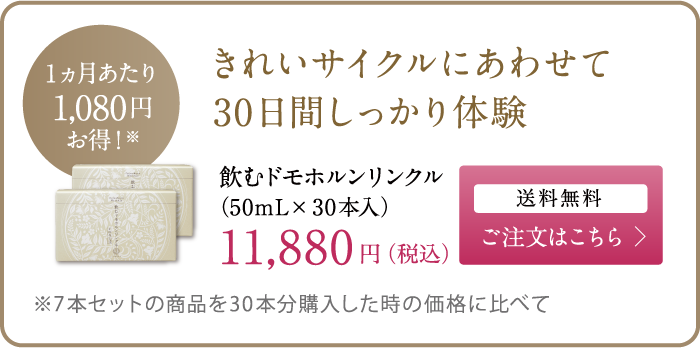 1ヵ月あたり
1,080円
お得!※
きれいサイクルにあわせて
30日間しっかり体験
飲むドモホルンリンクル
(50mL×30本入)
11,880円(税込)
送料無料
ご注文はこちら
※7本セットの商品を30本分購入した時の価格に比べて